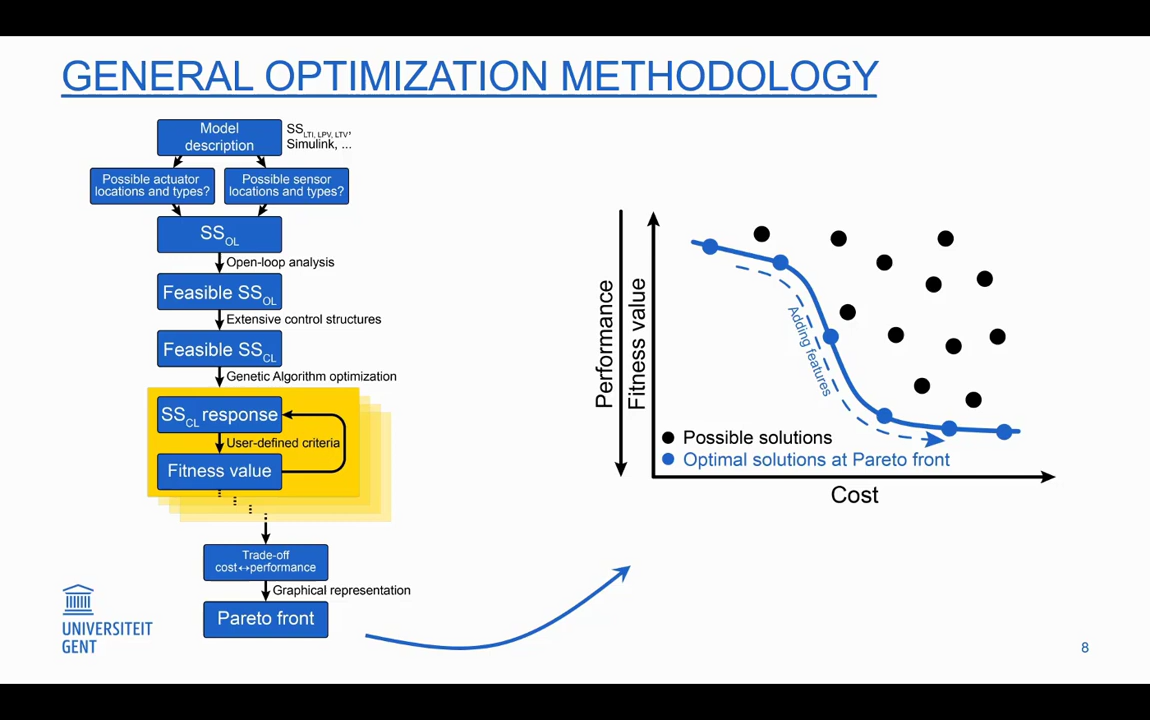 GENERAL OPTIMIZATION METHODOLOGY
Model
description
SS LTI, LPV, LTV,
Simulink, ...
Possible actuator
locations and types?
Possible sensor
locations and types?
SS OL
Open-loop analysis
Feasible SS OL
Extensive control structures
Feasible SS CL
Genetic Algorithm optimization
SS CL response
User-defined criteria
Fitness value
Trade-off
cost↔performance
Graphical representation
Pareto front
Performance
Fitness value
Adding features
Possible solutions
Optimal solutions at Pareto front
Cost
UNIVERSITEIT
GENT
8